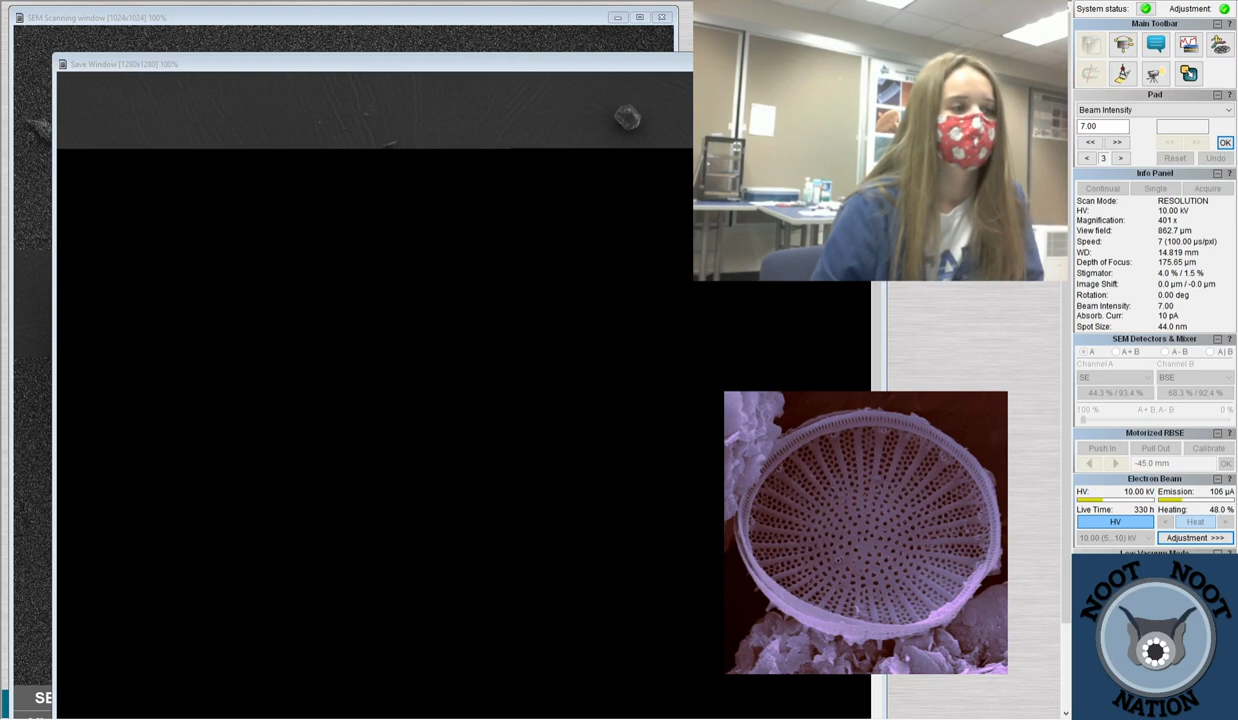 SEM Scanning window [1024x1024] 100%
Save Window [1280x1280] 100%
SE
System status:
Adjustment:
Main Toolbar
?
Pad
?
Beam Intensity
7.00
<< >> << >> OK
< 3 > Reset Undo
Info Panel
?
Continual Single Acquire
Scan Mode: RESOLUTION
HV: 10.00 kV
Magnification: 401 x
View field: 862.7 µm
Speed: 7 (100.00 µs/pxl)
WD: 14.819 mm
Depth of Focus: 175.65 µm
Stigmator: 4.0 % / 1.5 %
Image Shift: 0.0 µm / -0.0 µm
Rotation: 0.00 deg
Beam Intensity: 7.00
Absorb. Curr: 10 pA
Spot Size: 44.0 nm
SEM Detectors & Mixer
?
A A + B A - B A | B
Channel A Channel B
SE BSE
44.3 % / 93.4 % 68.3 % / 92.4 %
100 % A + B, A - B 0 %
Motorized RBSE
?
Push In Pull Out Calibrate
-45.0 mm OK
Electron Beam
?
HV: 10.00 kV Emission: 106 µA
Live Time: 330 h Heating: 48.0 %
HV < Heat >
10.00 (5...10) kV Adjustment >>>
Low Vacuum Mode
NOOT NOOT
NATION